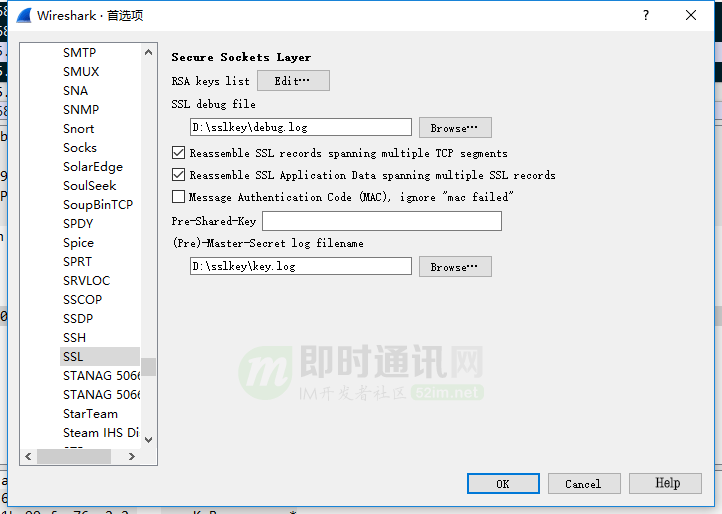 Wireshark · 首选项
SMTP
SMUX
SNA
SNMP
Snort
Socks
SolarEdge
SoulSeek
SoupBinTCP
SPDY
Spice
SPRT
SRVLOC
SSCOP
SSDP
SSH
SSL
STANAG 5066
STANAG 5066
StarTeam
Steam IHS Di
Secure Sockets Layer
RSA keys list Edit…
SSL debug file
D:\sslkey\debug.log Browse…
Reassemble SSL records spanning multiple TCP segments
Reassemble SSL Application Data spanning multiple SSL records
Message Authentication Code (MAC), ignore "mac failed"
Pre-Shared-Key
(Pre)-Master-Secret log filename
D:\sslkey\key.log Browse…
即时通讯网
IM开发者社区 52im.net
OK Cancel Help